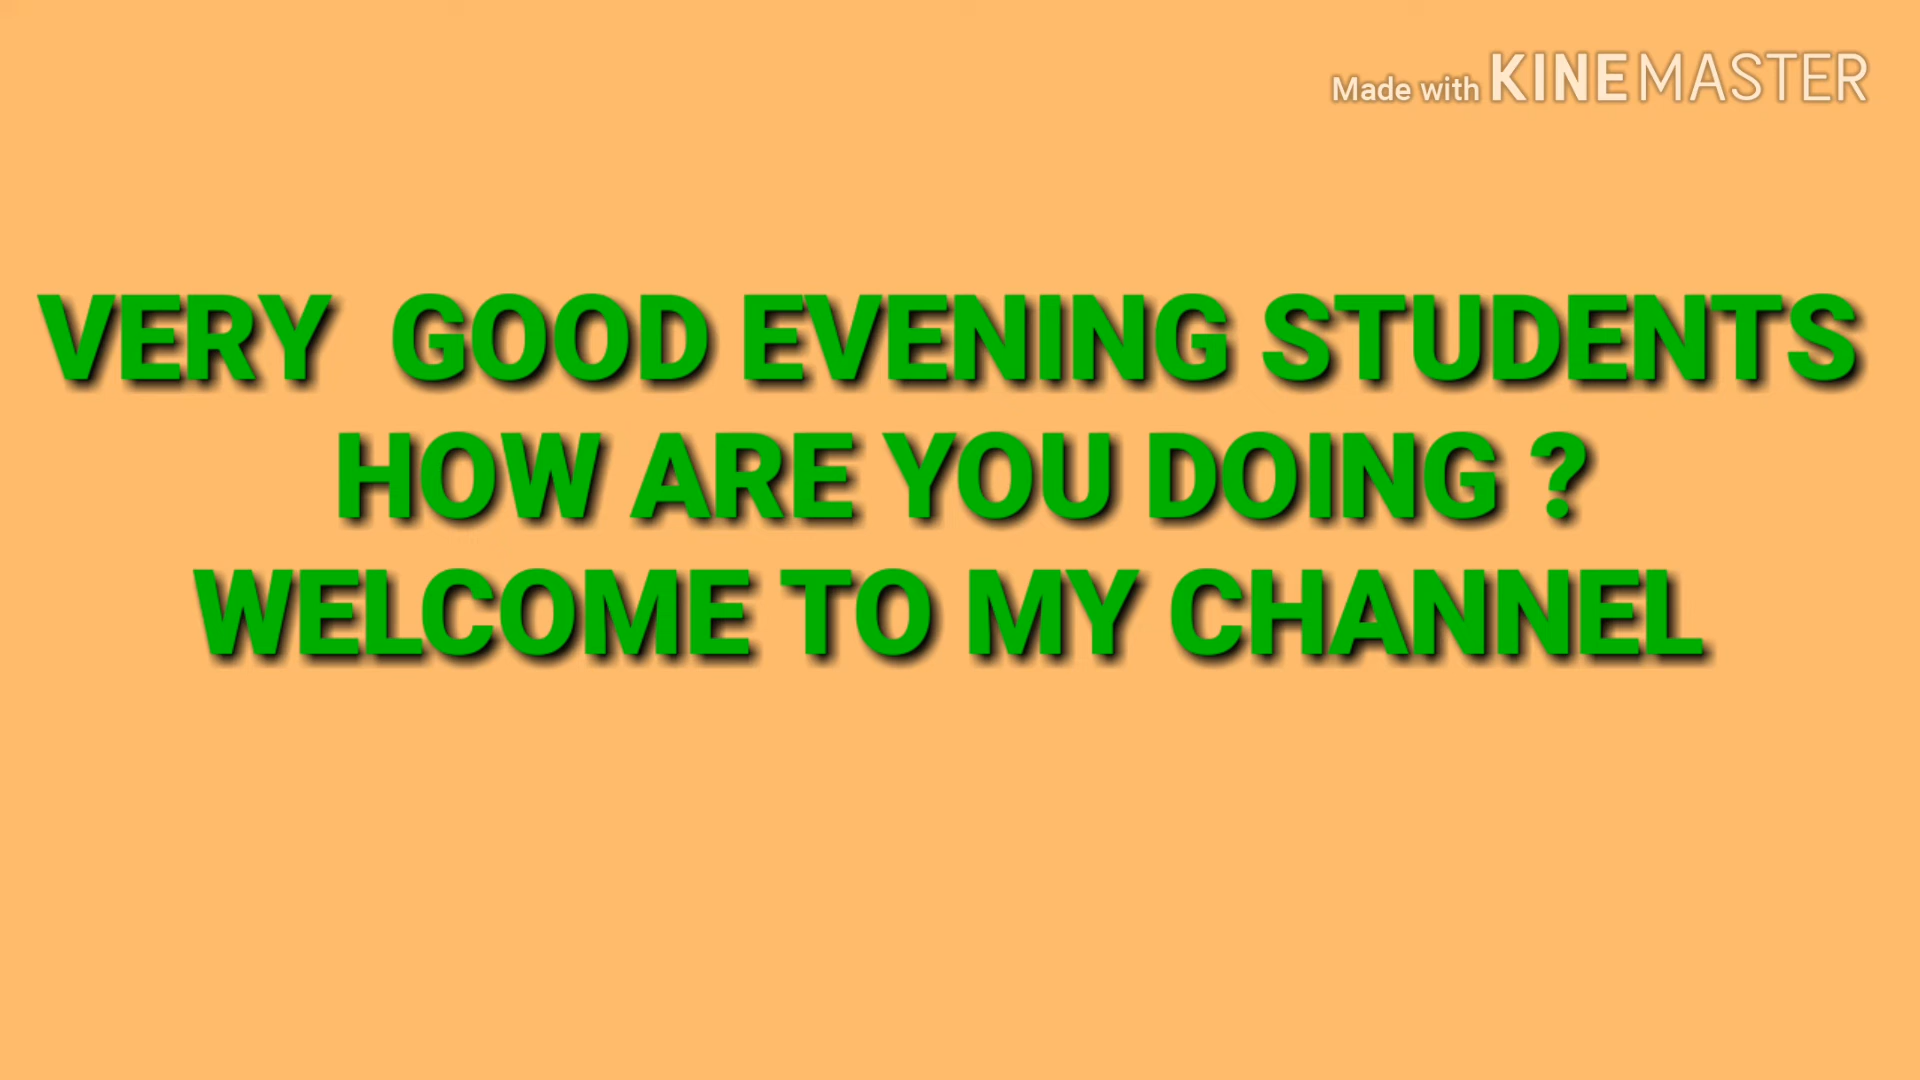 Made with KINEMASTER
VERY GOOD EVENING STUDENTS
HOW ARE YOU DOING ?
WELCOME TO MY CHANNEL